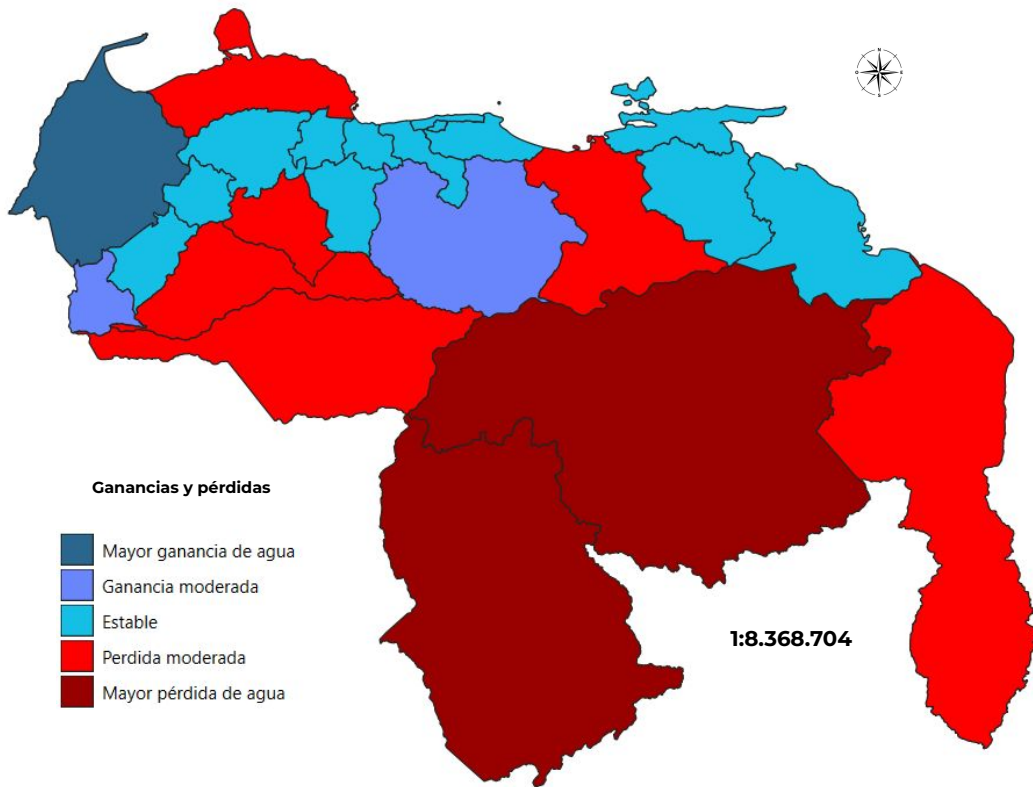 Ganancias y pérdidas
Mayor ganancia de agua
Ganancia moderada
Estable
Perdida moderada
Mayor pérdida de agua
1:8.368.704